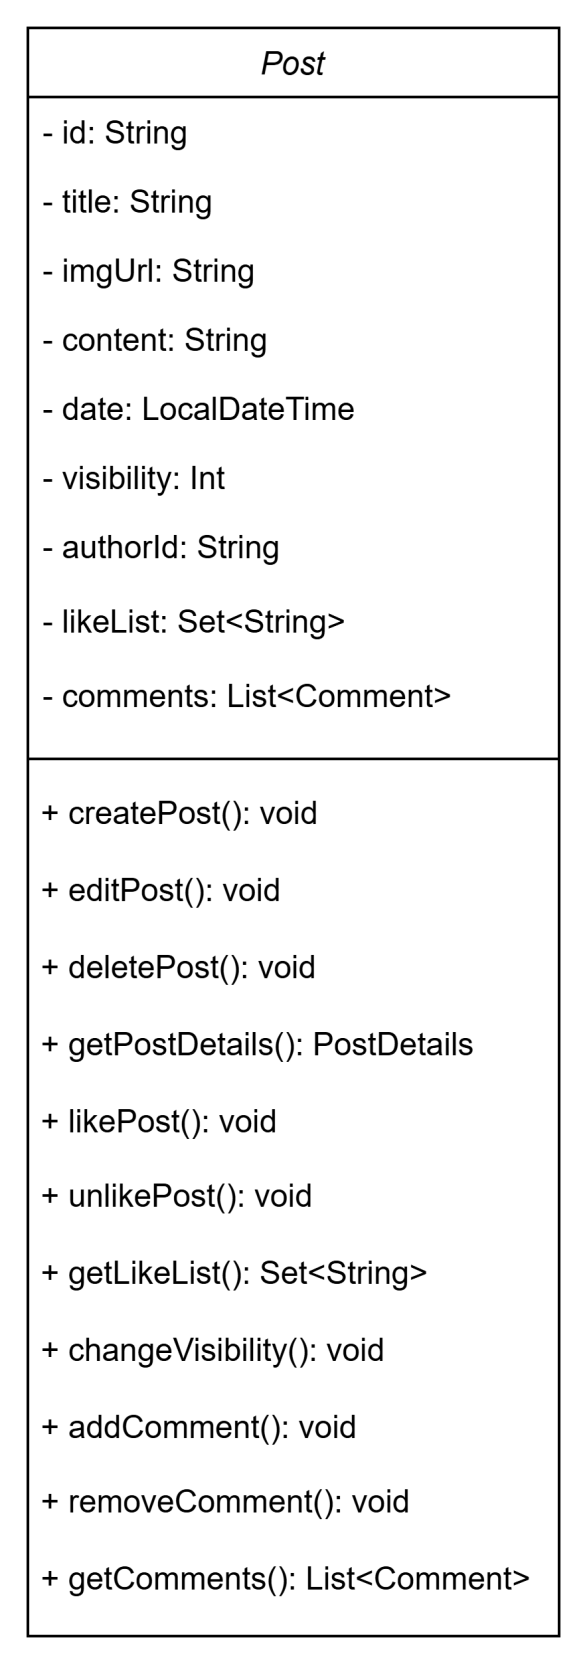 Post
- id: String
- title: String
- imgUrl: String
- content: String
- date: LocalDateTime
- visibility: Int
- authorId: String
- likeList: Set<String>
- comments: List<Comment>
+ createPost(): void
+ editPost(): void
+ deletePost(): void
+ getPostDetails(): PostDetails
+ likePost(): void
+ unlikePost(): void
+ getLikeList(): Set<String>
+ changeVisibility(): void
+ addComment(): void
+ removeComment(): void
+ getComments(): List<Comment>